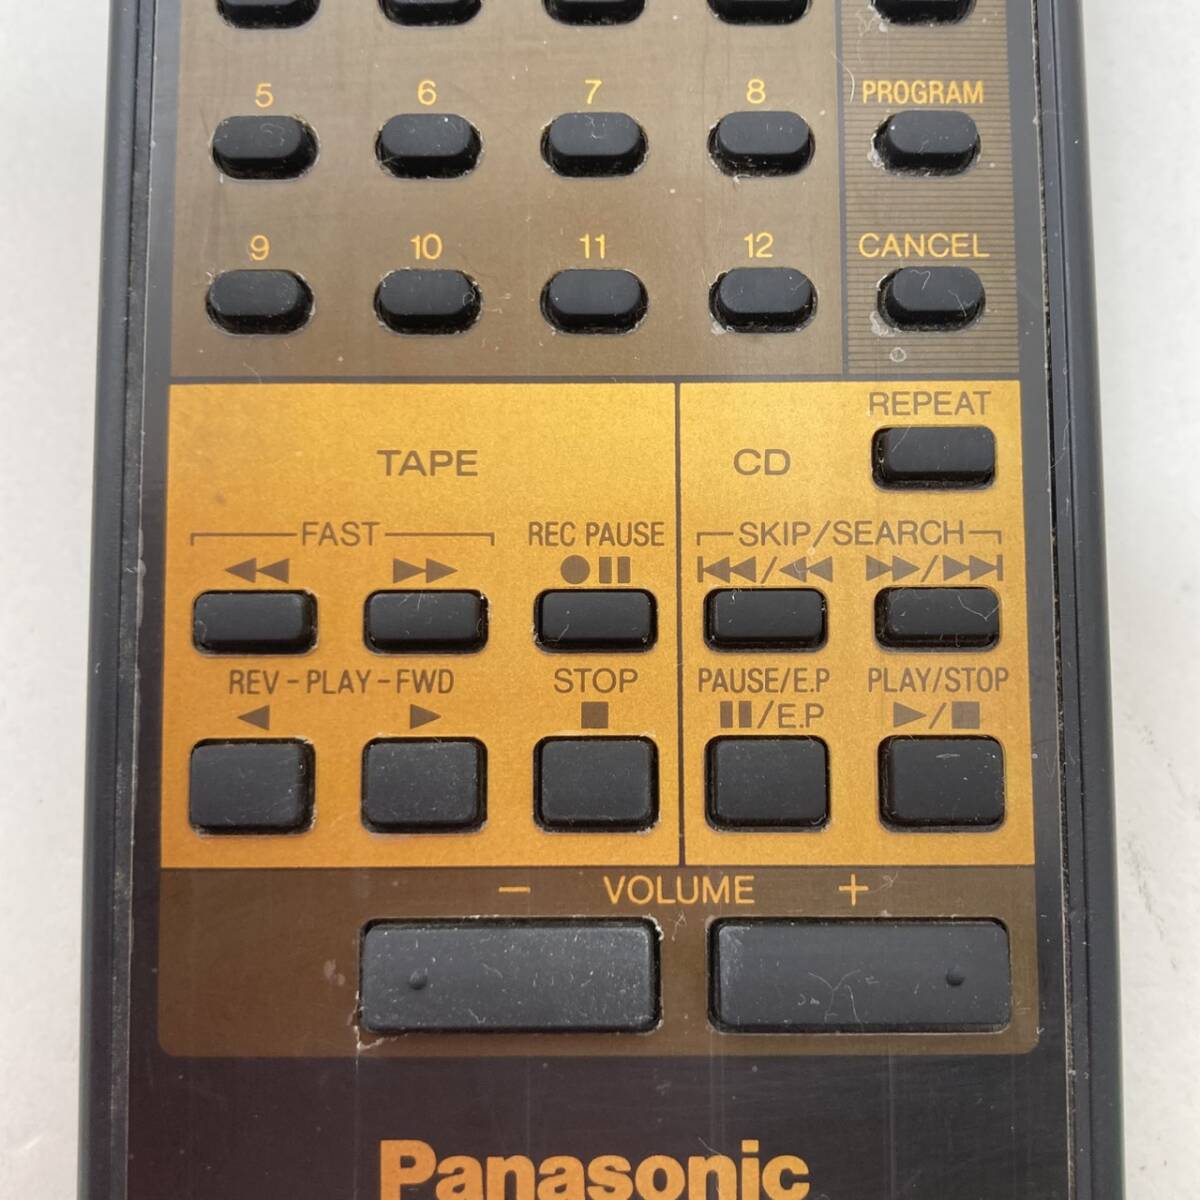 5 6 7 8 PROGRAM
9 10 11 12 CANCEL
REPEAT
TAPE CD
FAST REC PAUSE SKIP/SEARCH
REV-PLAY-FWD STOP PAUSE/E.P PLAY/STOP
/E.P
- VOLUME +
Panasonic